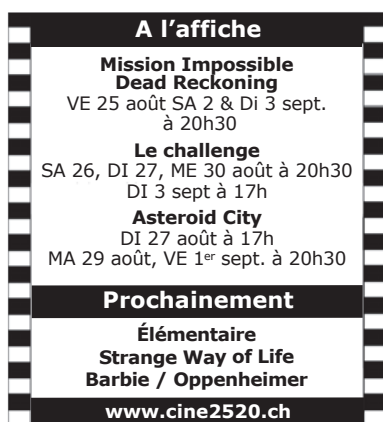 A l’affiche
Mission Impossible
Dead Reckoning
VE 25 août SA 2 & Di 3 sept.
à 20h30
Le challenge
SA 26, DI 27, ME 30 août à 20h30
DI 3 sept à 17h
Asteroid City
DI 27 août à 17h
MA 29 août, VE 1er sept. à 20h30
Prochainement
Élémentaire
Strange Way of Life
Barbie / Oppenheimer
www.cine2520.ch